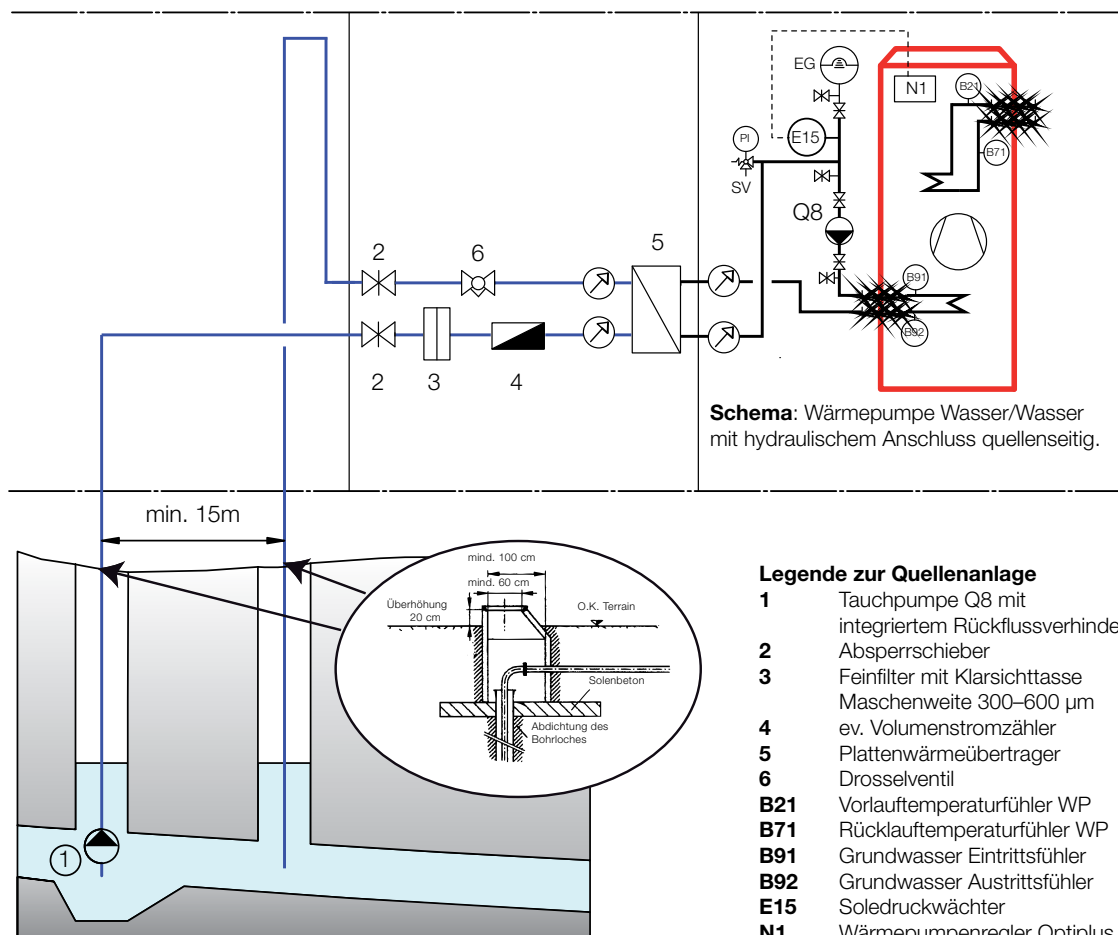 EG
N1
B21
PI
E15
B71
SV
Q8
2
6
5
B91
B92
2
3
4
Schema: Wärmepumpe Wasser/Wasser
mit hydraulischem Anschluss quellenseitig.
min. 15m
mind. 100 cm
mind. 60 cm
Überhöhung
20 cm
O.K. Terrain
Solenbeton
Abdichtung des
Bohrloches
1
Legende zur Quellenanlage
1 Tauchpumpe Q8 mit
integriertem Rückflussverhinde
2 Absperrschieber
3 Feinfilter mit Klarsichttasse
Maschenweite 300–600 µm
4 ev. Volumenstromzähler
5 Plattenwärmeübertrager
6 Drosselventil
B21 Vorlauftemperaturfühler WP
B71 Rücklauftemperaturfühler WP
B91 Grundwasser Eintrittsfühler
B92 Grundwasser Austrittsfühler
E15 Soledruckwächter
N1 Wärmepumpenregler Optiplus